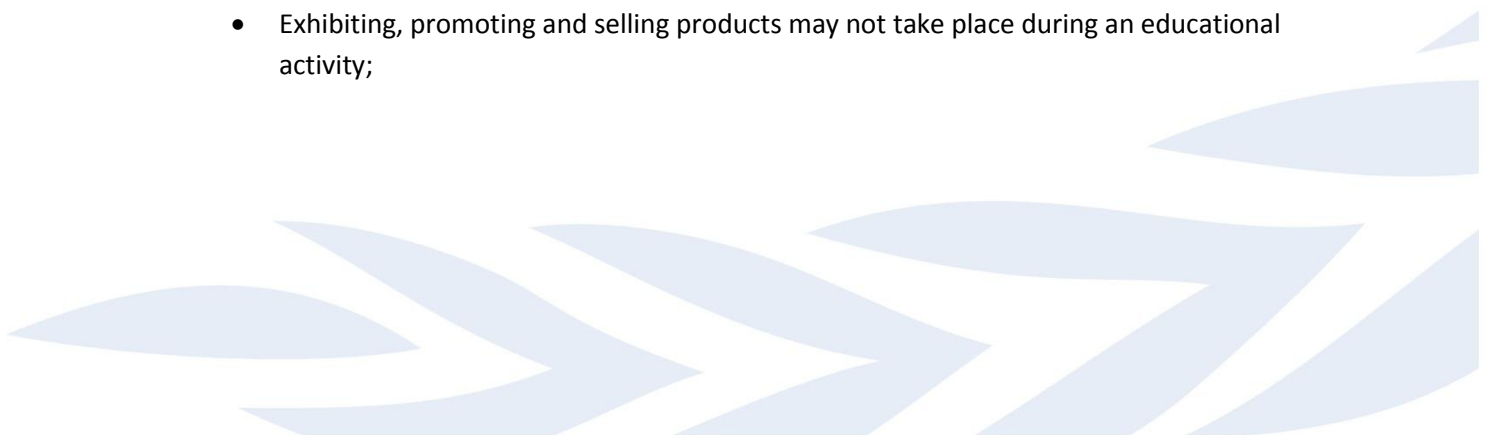 • Exhibiting, promoting and selling products may not take place during an educational
activity;